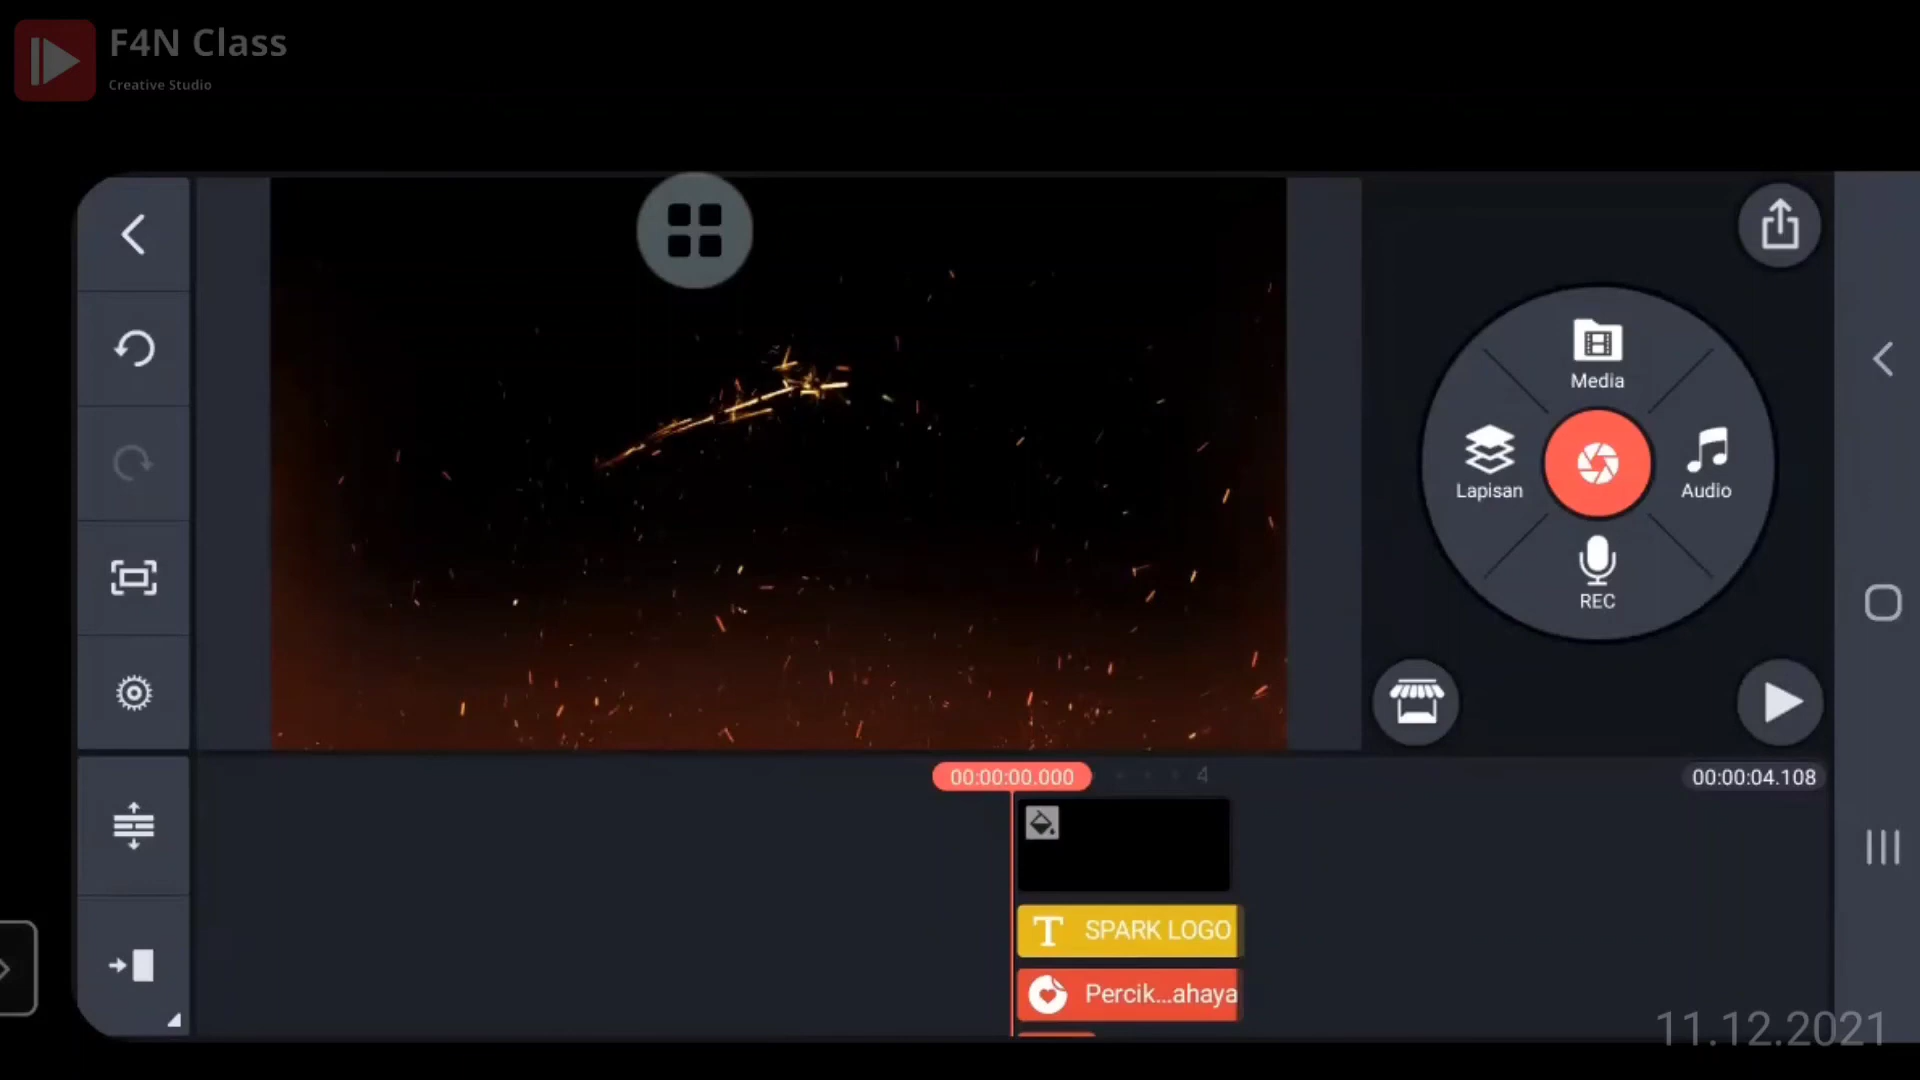 F4N Class
Creative Studio
Media
Lapisan
Audio
REC
00:00:00.000
4
00:00:04.108
SPARK LOGO
Percik...ahaya
11.12.2021